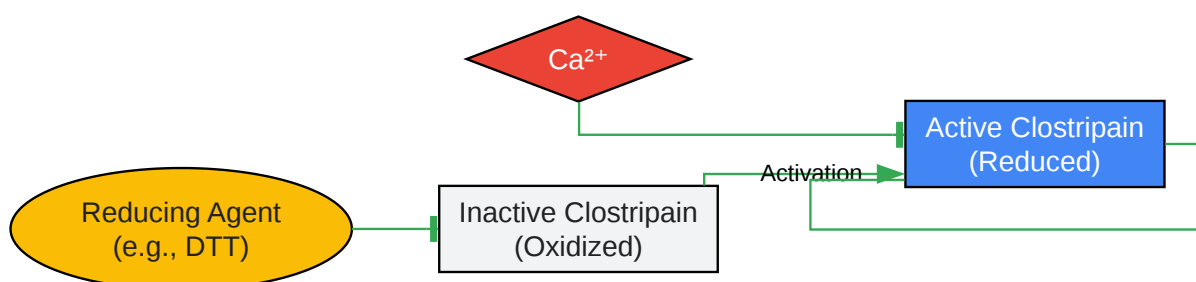 Ca²⁺
Active Clostripain
(Reduced)
Activation
Reducing Agent
(e.g., DTT)
Inactive Clostripain
(Oxidized)